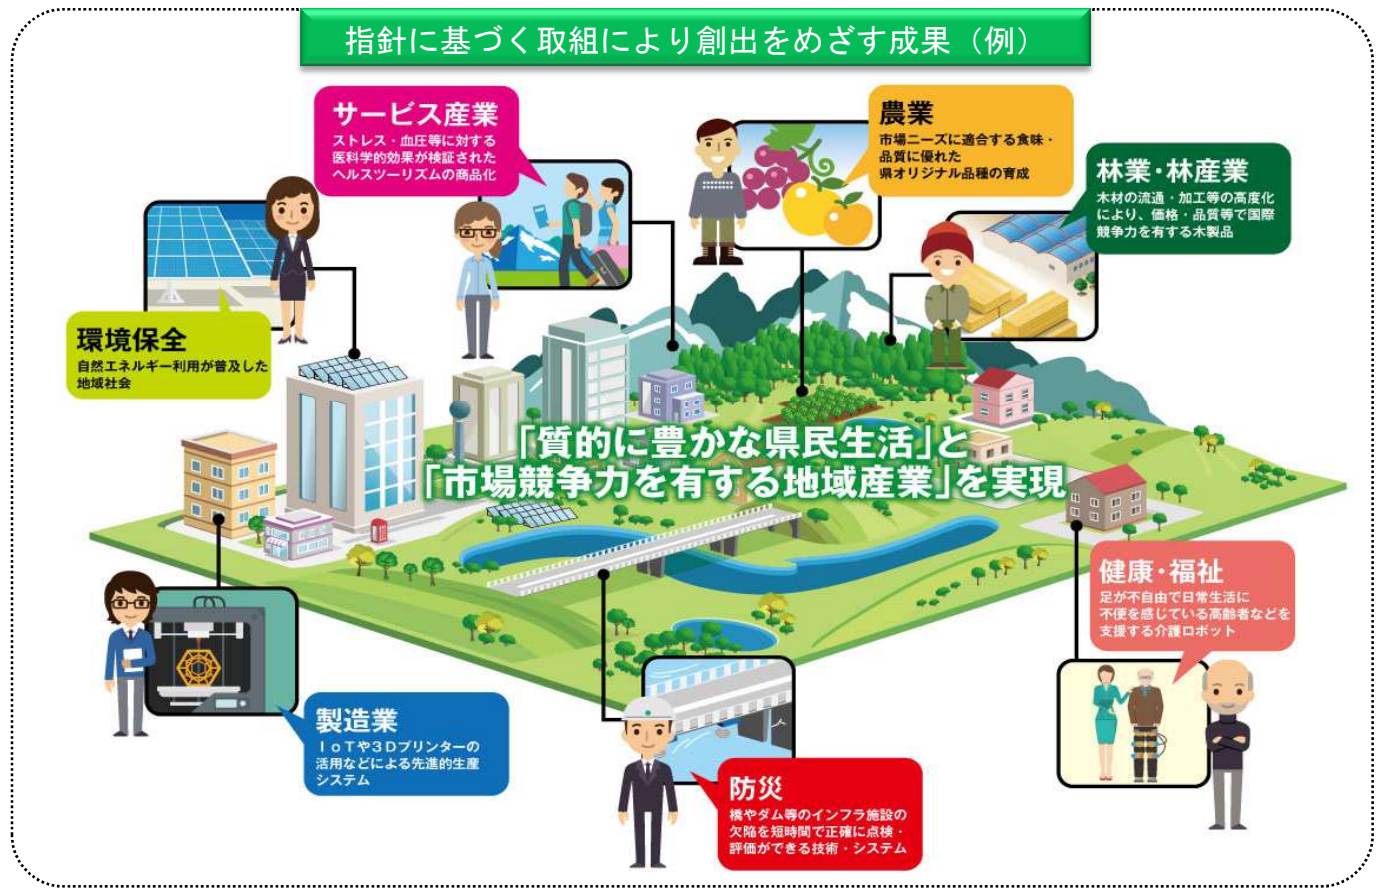 指針に基づく取組により創出をめざす成果（例）
サービス産業
ストレス・血圧等に対する
医科学的効果が検証された
ヘルスツーリズムの商品化
農業
市場ニーズに適合する食味・
品質に優れた
県オリジナル品種の育成
林業・林産業
木材の流通・加工等の高度化
により、価格・品質等で国際
競争力を有する木製品
環境保全
自然エネルギー利用が普及した
地域社会
「質的に豊かな県民生活」と
「市場競争力を有する地域産業」を実現
健康・福祉
足が不自由で日常生活に
不便を感じている高齢者などを
支援する介護ロボット
製造業
ＩｏＴや３Ｄプリンターの
活用などによる先進的生産
システム
防災
橋やダム等のインフラ施設の
欠陥を短時間で正確に点検・
評価ができる技術・システム